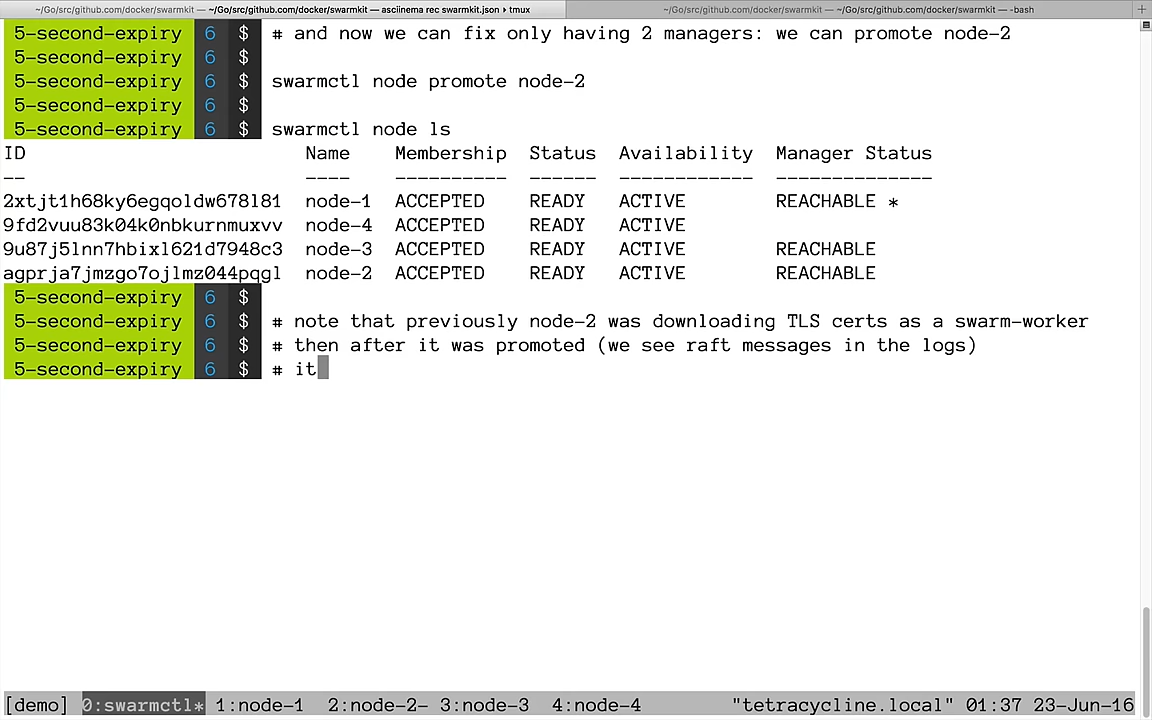 ~/Go/src/github.com/docker/swarmkit — ~/Go/src/github.com/docker/swarmkit — asciinema rec swarmkit.json ▸ tmux
~/Go/src/github.com/docker/swarmkit — ~/Go/src/github.com/docker/swarmkit — -bash
5-second-expiry 6 $ # and now we can fix only having 2 managers: we can promote node-2
5-second-expiry 6 $
5-second-expiry 6 $ swarmctl node promote node-2
5-second-expiry 6 $
5-second-expiry 6 $ swarmctl node ls
ID Name Membership Status Availability Manager Status
-- ---- ---------- ------ ------------ --------------
2xtjt1h68ky6egqoldw678l81 node-1 ACCEPTED READY ACTIVE REACHABLE *
9fd2vuu83k04k0nbkurnmuxvv node-4 ACCEPTED READY ACTIVE
9u87j5lnn7hbixl621d7948c3 node-3 ACCEPTED READY ACTIVE REACHABLE
agprja7jmzgo7ojlmz044pqgl node-2 ACCEPTED READY ACTIVE REACHABLE
5-second-expiry 6 $
5-second-expiry 6 $ # note that previously node-2 was downloading TLS certs as a swarm-worker
5-second-expiry 6 $ # then after it was promoted (we see raft messages in the logs)
5-second-expiry 6 $ # it
[demo] 0:swarmctl* 1:node-1 2:node-2- 3:node-3 4:node-4 "tetracycline.local" 01:37 23-Jun-16